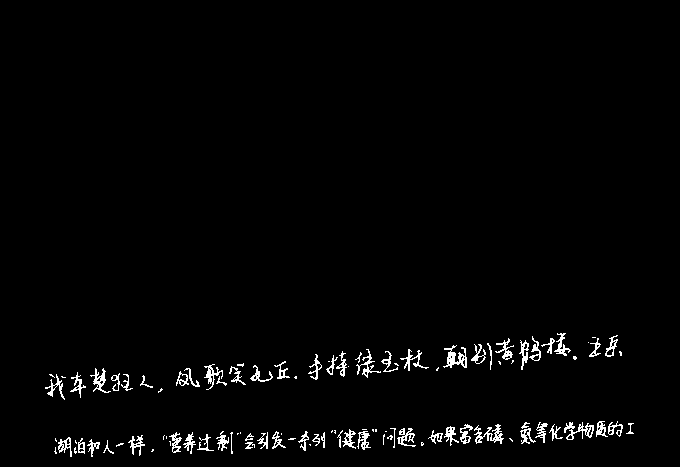 我本楚狂人，凤歌笑孔丘.手持绿玉杖，朝别黄鹤楼。五岳
湖泊和人一样，“营养过剩”会引发一系列“健康”问题。如果富含磷、氮等化学物质的工